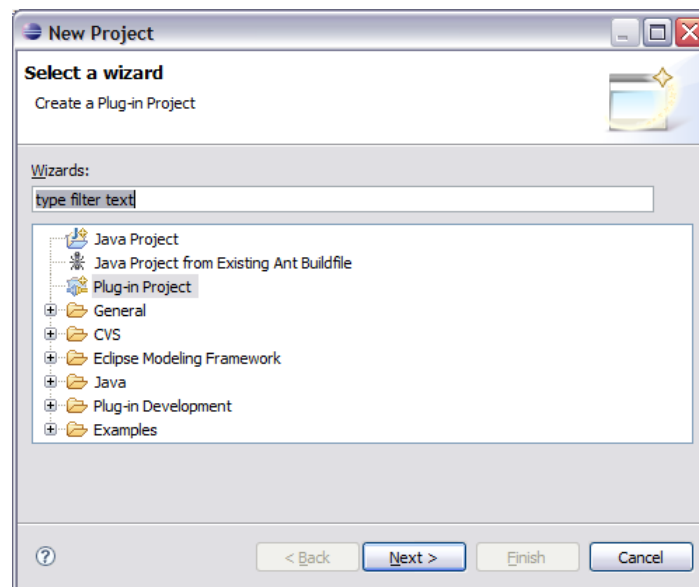 New Project
Select a wizard
Create a Plug-in Project
Wizards:
type filter text
Java Project
Java Project from Existing Ant Buildfile
Plug-in Project
General
CVS
Eclipse Modeling Framework
Java
Plug-in Development
Examples
? < Back Next > Finish Cancel